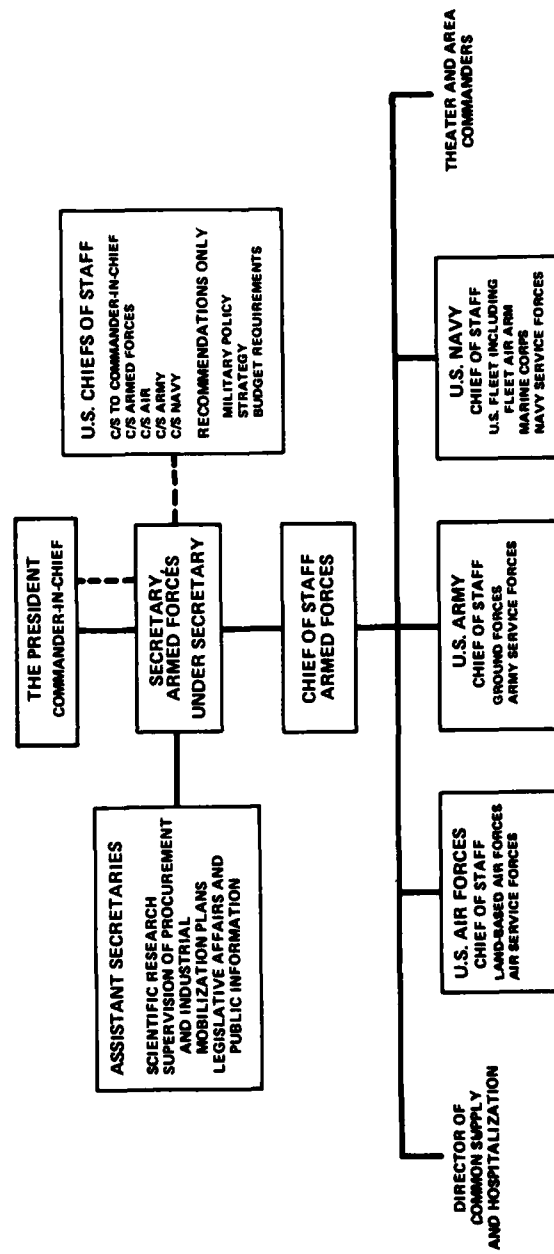 THE PRESIDENT
COMMANDER-IN-CHIEF
ASSISTANT SECRETARIES
SCIENTIFIC RESEARCH
SUPERVISION OF PROCUREMENT
AND INDUSTRIAL
MOBILIZATION PLANS
LEGISLATIVE AFFAIRS AND
PUBLIC INFORMATION
SECRETARY,
ARMED FORCES
UNDER SECRETARY
U.S. CHIEFS OF STAFF
C/S TO COMMANDER-IN-CHIEF
C/S ARMED FORCES
C/S AIR
C/S ARMY
C/S NAVY
RECOMMENDATIONS ONLY
MILITARY POLICY
STRATEGY
BUDGET REQUIREMENTS
CHIEF OF STAFF
ARMED FORCES
DIRECTOR OF
COMMON SUPPLY
AND HOSPITALIZATION
U.S. AIR FORCES
CHIEF OF STAFF
LAND-BASED AIR FORCES
AIR SERVICE FORCES
U.S. ARMY
CHIEF OF STAFF
GROUND FORCES
ARMY SERVICE FORCES
U.S. NAVY
CHIEF OF STAFF
U.S. FLEET INCLUDING
FLEET AIR ARM
MARINE CORPS
NAVY SERVICE FORCES
THEATER AND AREA
COMMANDERS